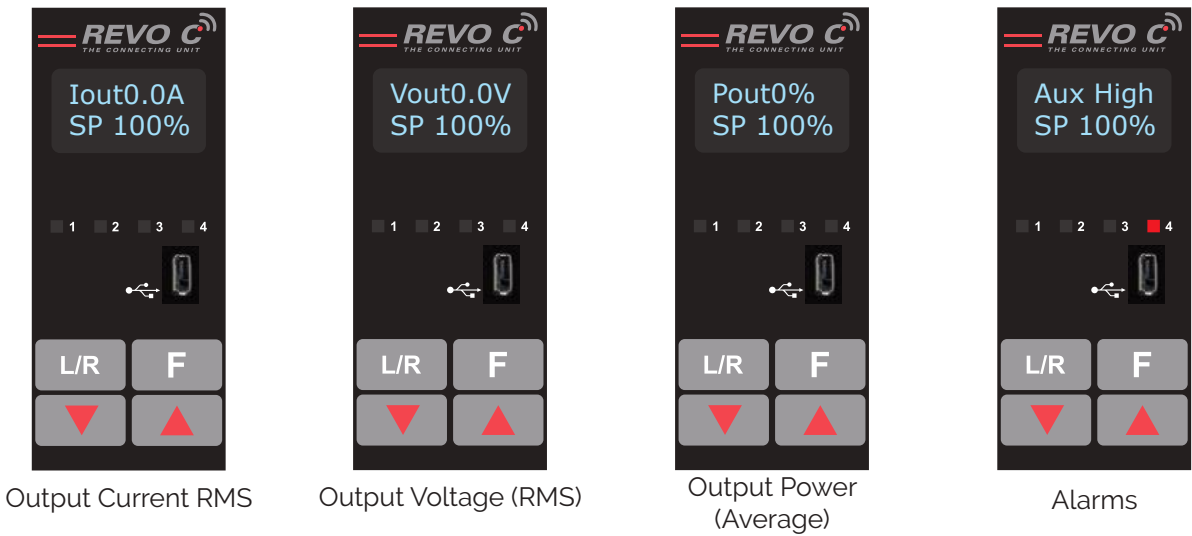 REVO C
THE CONNECTING UNIT
Iout0.0A
SP 100%
1 2 3 4
L/R F
Output Current RMS
REVO C
THE CONNECTING UNIT
Vout0.0V
SP 100%
1 2 3 4
L/R F
Output Voltage (RMS)
REVO C
THE CONNECTING UNIT
Pout0%
SP 100%
1 2 3 4
L/R F
Output Power
(Average)
REVO C
THE CONNECTING UNIT
Aux High
SP 100%
1 2 3 4
L/R F
Alarms